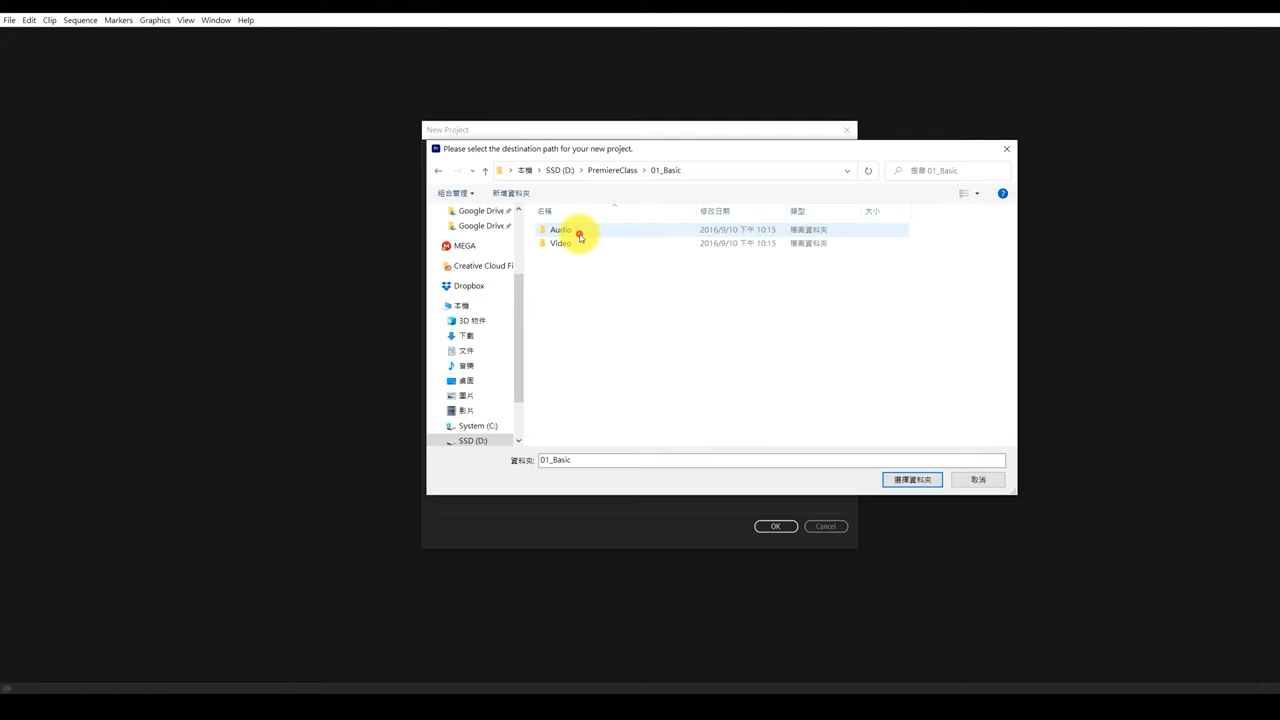 File Edit Clip Sequence Markers Graphics View Window Help
New Project
Please select the destination path for your new project.
本機 SSD (D:) PremiereClass 01_Basic
搜尋 01_Basic
組合管理 新增資料夾
名稱 修改日期 類型 大小
Google Drive
Google Drive
MEGA
Creative Cloud Fi
Dropbox
本機
3D 物件
下載
文件
音樂
桌面
圖片
影片
System (C:)
SSD (D:)
Audio 2016/9/10 下午 10:15 檔案資料夾
Video 2016/9/10 下午 10:15 檔案資料夾
資料夾: 01_Basic
選擇資料夾 取消
OK Cancel